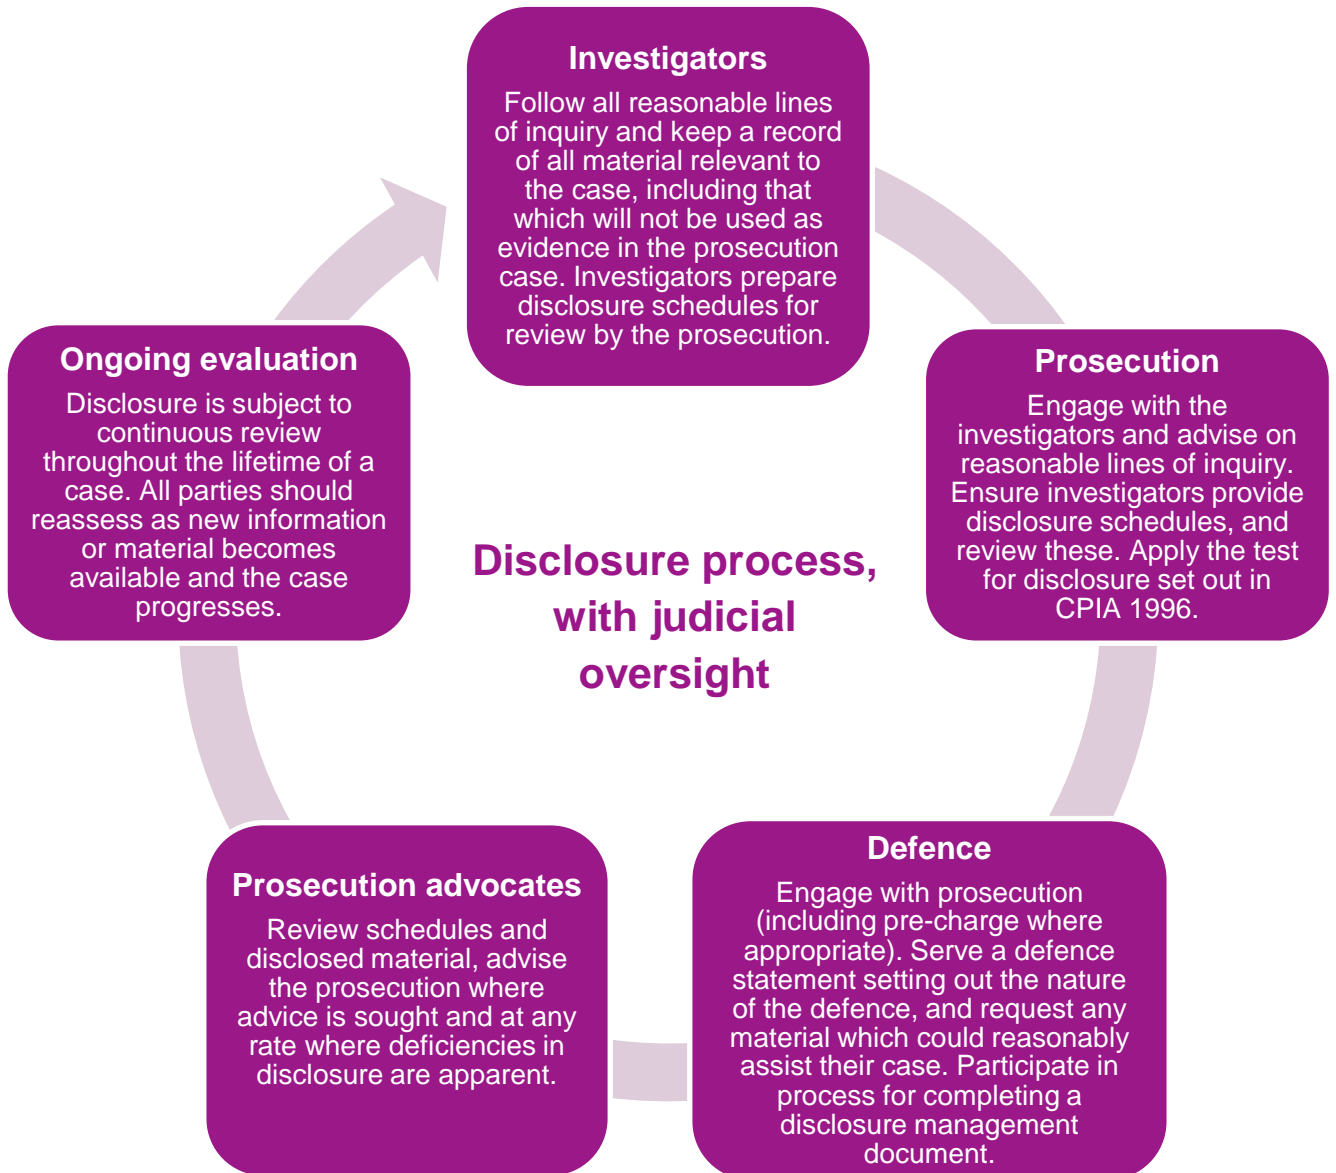 Investigators
Follow all reasonable lines
of inquiry and keep a record
of all material relevant to
the case, including that
which will not be used as
evidence in the prosecution
case. Investigators prepare
disclosure schedules for
review by the prosecution.
Prosecution
Engage with the
investigators and advise on
reasonable lines of inquiry.
Ensure investigators provide
disclosure schedules, and
review these. Apply the test
for disclosure set out in
CPIA 1996.
Defence
Engage with prosecution
(including pre-charge where
appropriate). Serve a defence
statement setting out the nature
of the defence, and request any
material which could reasonably
assist their case. Participate in
process for completing a
disclosure management
document.
Prosecution advocates
Review schedules and
disclosed material, advise
the prosecution where
advice is sought and at any
rate where deficiencies in
disclosure are apparent.
Ongoing evaluation
Disclosure is subject to
continuous review
throughout the lifetime of a
case. All parties should
reassess as new information
or material becomes
available and the case
progresses.
Disclosure process,
with judicial
oversight